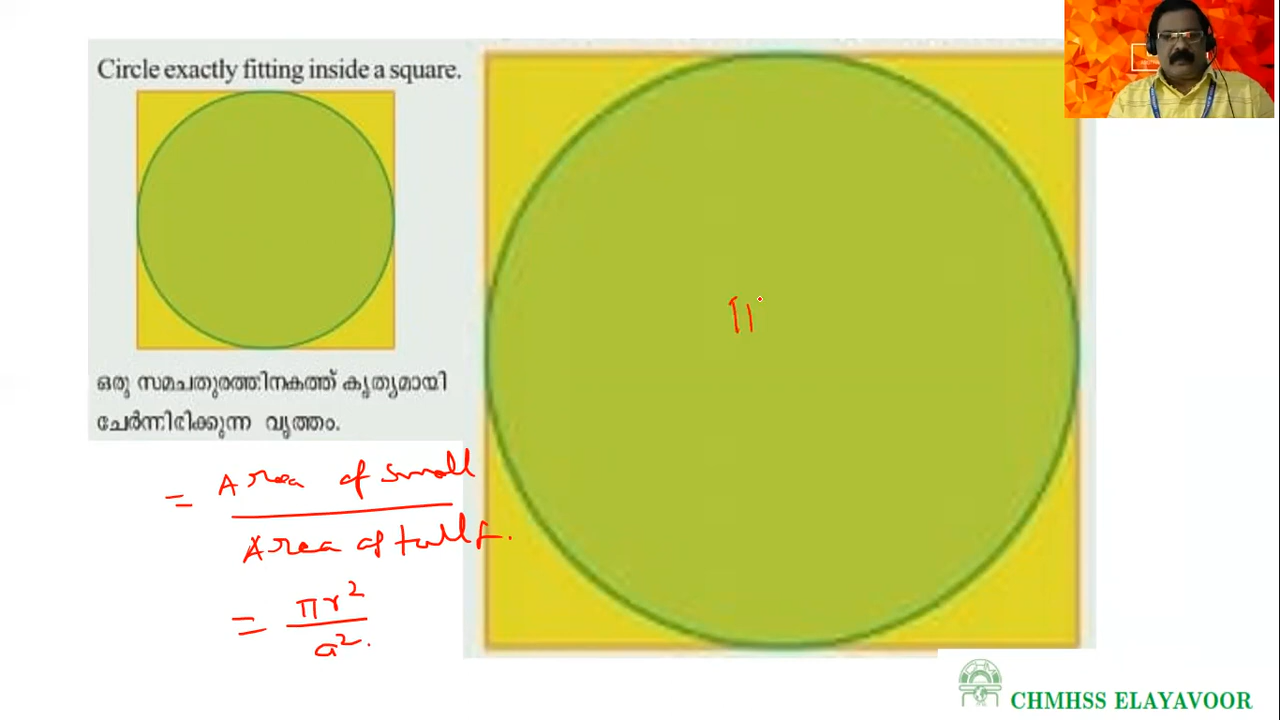 Circle exactly fitting inside a square.
ഒരു സമചതുരത്തിനകത്ത് കൃത്യമായി
ചേർന്നിരിക്കുന്ന വൃത്തം.
= Area of small
Area of full f.
= πr²
a².
π
CHMHSS ELAYAVOOR